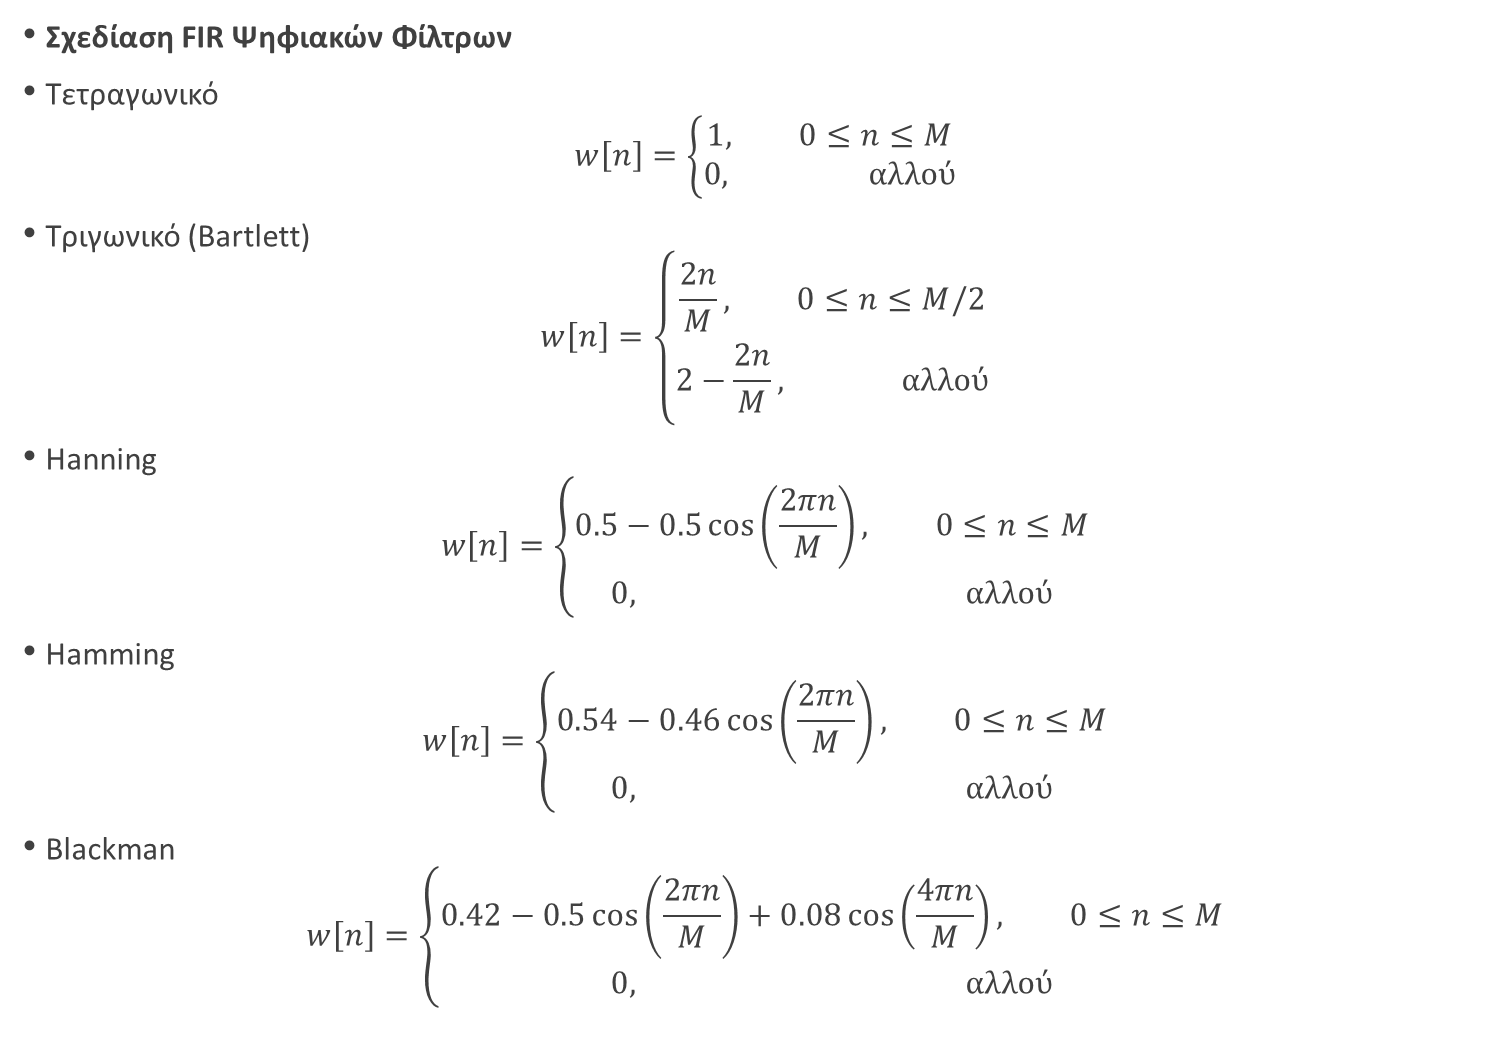 • Σχεδίαση FIR Ψηφιακών Φίλτρων
• Τετραγωνικό
w[n] = { 1, 0 ≤ n ≤ M
0, αλλού
• Τριγωνικό (Bartlett)
w[n] = { 2n/M, 0 ≤ n ≤ M/2
2 − 2n/M, αλλού
• Hanning
w[n] = { 0.5 − 0.5 cos(2πn/M), 0 ≤ n ≤ M
0, αλλού
• Hamming
w[n] = { 0.54 − 0.46 cos(2πn/M), 0 ≤ n ≤ M
0, αλλού
• Blackman
w[n] = { 0.42 − 0.5 cos(2πn/M) + 0.08 cos(4πn/M), 0 ≤ n ≤ M
0, αλλού